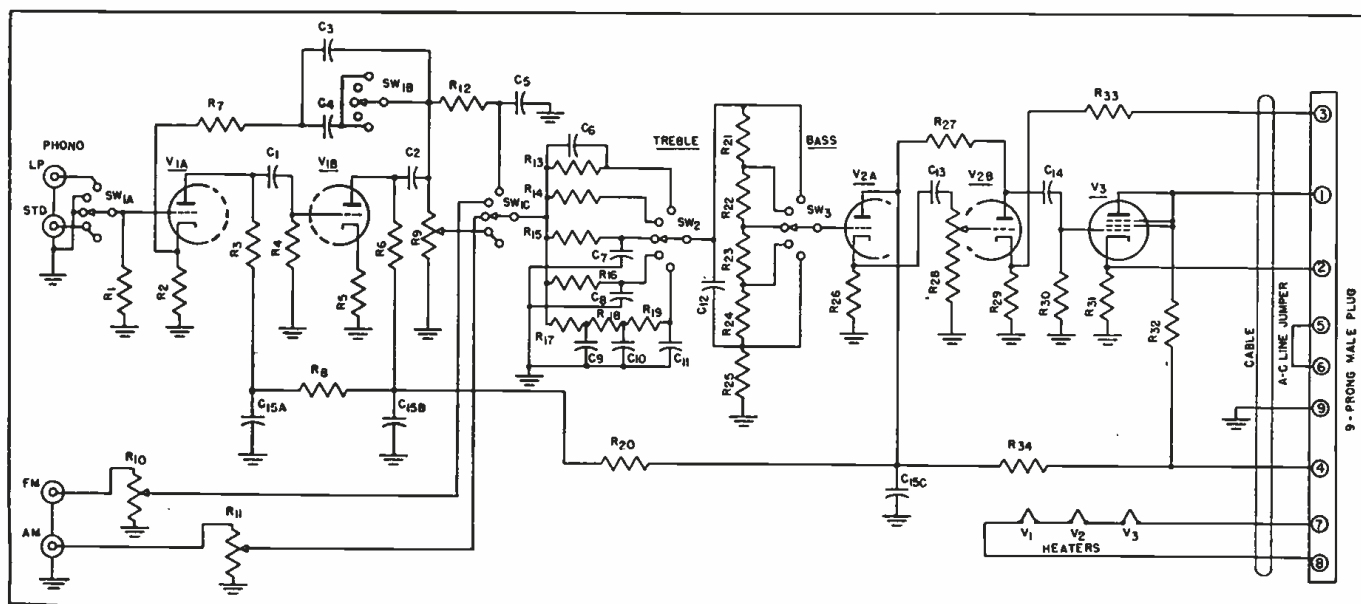 C3
SW1B
R12
C5
R7
C4
PHONO
LP
STD
SW1A
V1A
C1
V1B
C2
R1
R2
R3
R4
R5
R6
R9
SW1C
C6
R13
R14
R15
C7
R16
C8
R17
R18
R19
C9
C10
C11
TREBLE
SW2
C12
BASS
R21
R22
R23
R24
R25
SW3
V2A
R26
R27
C13
R28
V2B
R29
C14
R30
V3
R31
R32
R33
R8
C15A
C15B
R20
C15C
R34
FM
R10
AM
R11
V1
V2
V3
HEATERS
CABLE
A-C LINE JUMPER
9-PRONG MALE PLUG
3
1
2
5
6
9
4
7
8